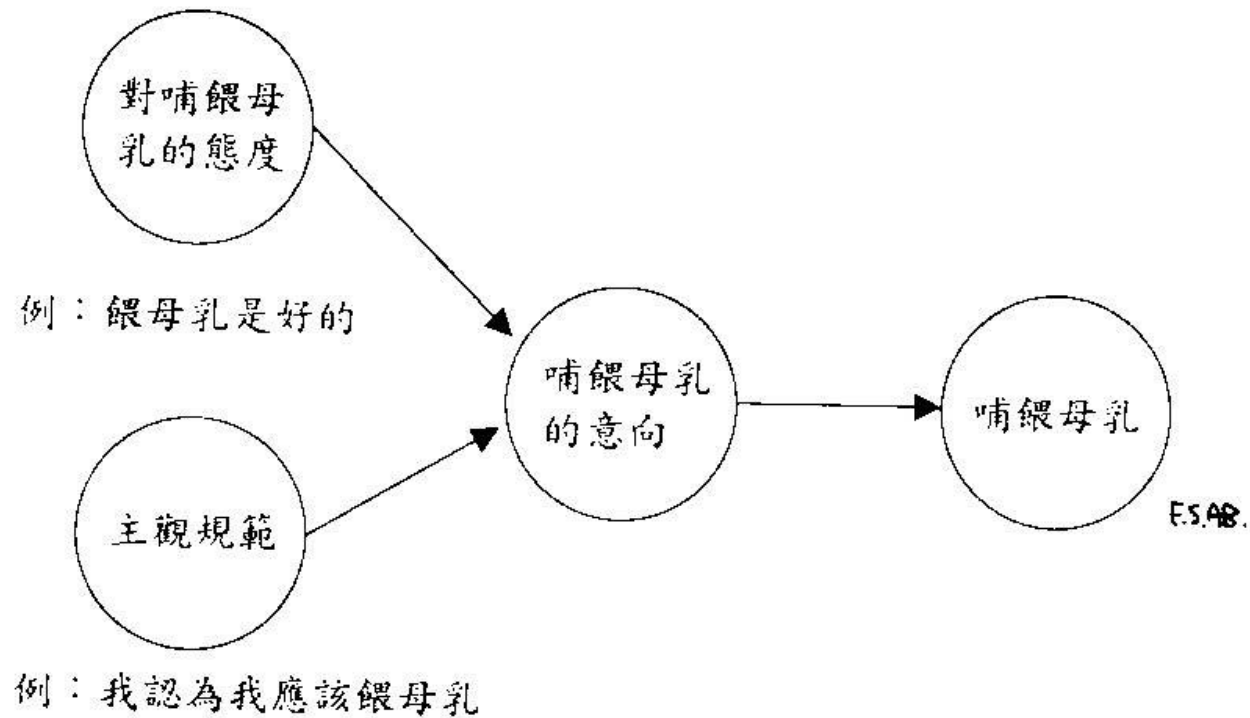 對哺餵母
乳的態度
例：餵母乳是好的
哺餵母乳
的意向
哺餵母乳
主觀規範
F.S.AB.
例：我認為我應該餵母乳